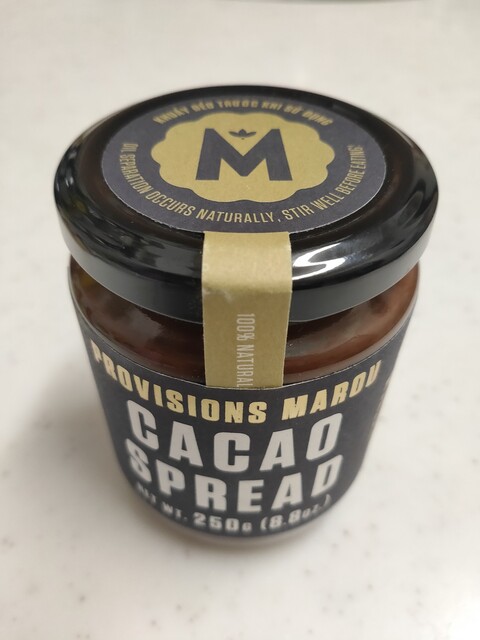 KHUẤY ĐỀU TRƯỚC KHI SỬ DỤNG
M
OIL SEPARATION OCCURS NATURALLY, STIR WELL BEFORE EATING
100% NATURAL
PROVISIONS MAROU
CACAO
SPREAD
NET WT. 250G (8.8oz.)